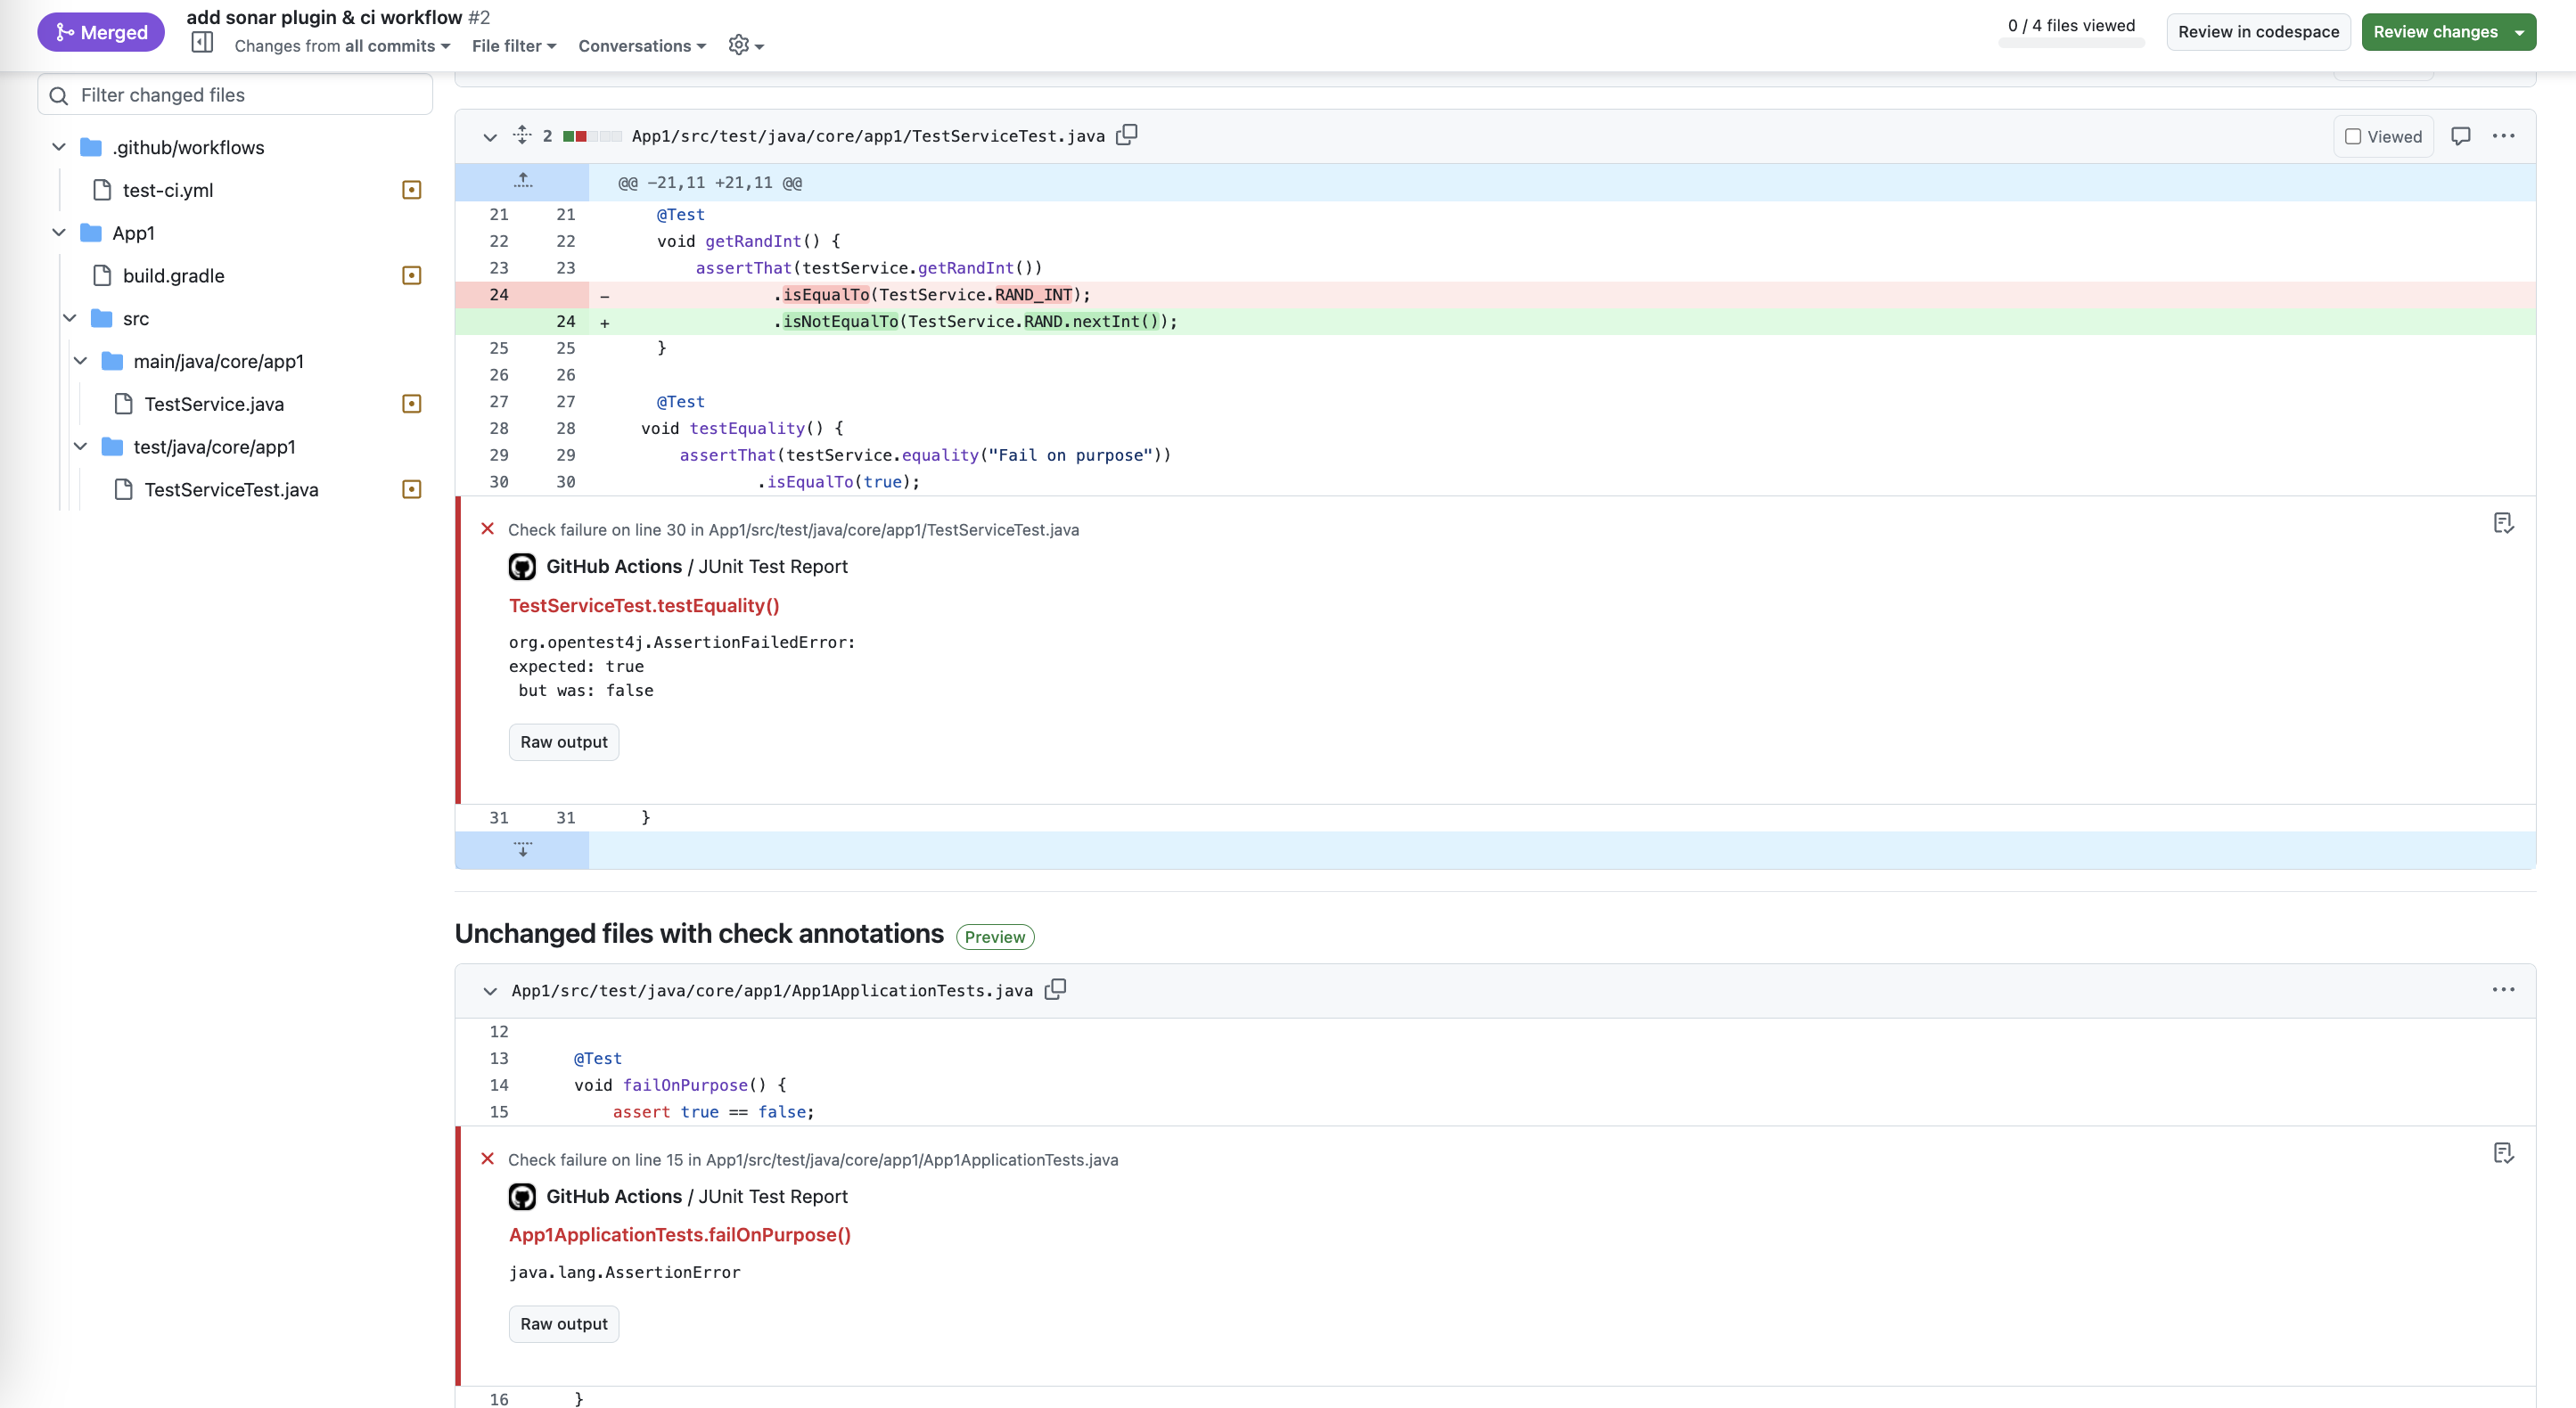 Merged
add sonar plugin & ci workflow #2
Changes from all commits
File filter
Conversations
0 / 4 files viewed
Review in codespace
Review changes
Filter changed files
.github/workflows
test-ci.yml
App1
build.gradle
src
main/java/core/app1
TestService.java
test/java/core/app1
TestServiceTest.java
2 App1/src/test/java/core/app1/TestServiceTest.java
Viewed
@@ -21,11 +21,11 @@
21 21 @Test
22 22 void getRandInt() {
23 23 assertThat(testService.getRandInt())
24 - .isEqualTo(TestService.RAND_INT);
24 + .isNotEqualTo(TestService.RAND.nextInt());
25 25 }
26 26
27 27 @Test
28 28 void testEquality() {
29 29 assertThat(testService.equality("Fail on purpose"))
30 30 .isEqualTo(true);
Check failure on line 30 in App1/src/test/java/core/app1/TestServiceTest.java
GitHub Actions / JUnit Test Report
TestServiceTest.testEquality()
org.opentest4j.AssertionFailedError:
expected: true
but was: false
Raw output
31 31 }
Unchanged files with check annotations Preview
App1/src/test/java/core/app1/App1ApplicationTests.java
12
13 @Test
14 void failOnPurpose() {
15 assert true == false;
Check failure on line 15 in App1/src/test/java/core/app1/App1ApplicationTests.java
GitHub Actions / JUnit Test Report
App1ApplicationTests.failOnPurpose()
java.lang.AssertionError
Raw output
16 }